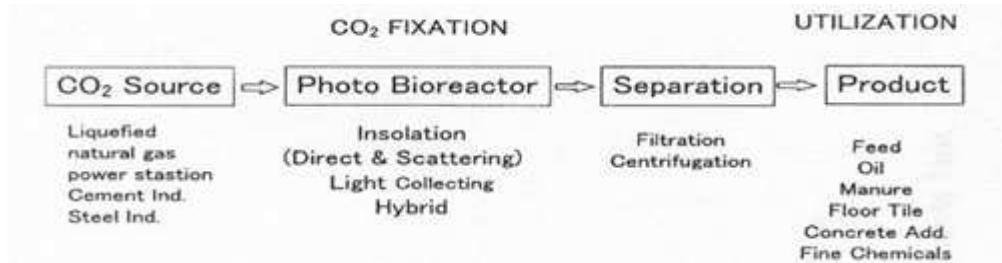 CO₂ FIXATION
UTILIZATION
CO₂ Source
Photo Bioreactor
Separation
Product
Liquefied
natural gas
power stastion
Cement Ind.
Steel Ind.
Insolation
(Direct & Scattering)
Light Collecting
Hybrid
Filtration
Centrifugation
Feed
Oil
Manure
Floor Tile
Concrete Add.
Fine Chemicals